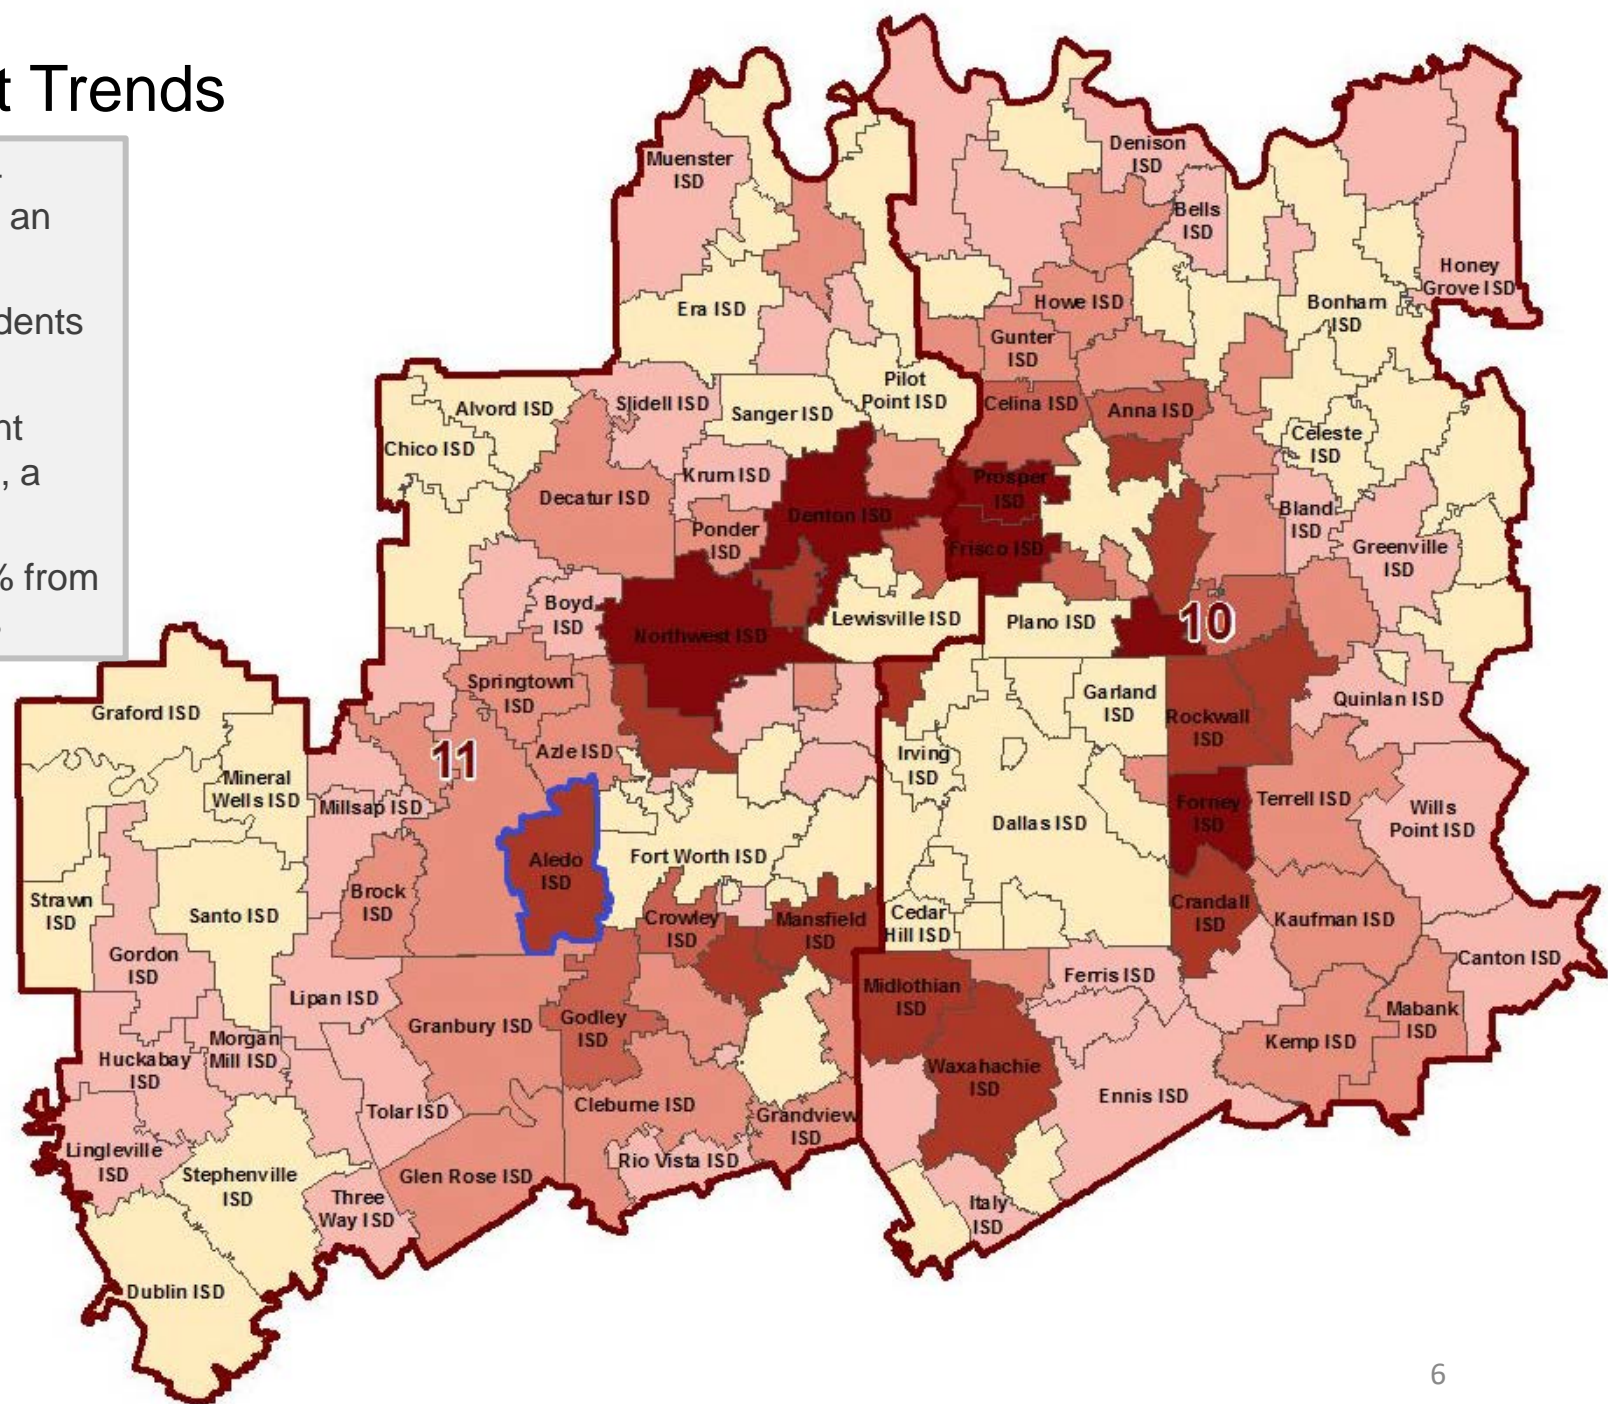 t Trends
an
dents
nt
, a
% from
Muenster
ISD
Denison
ISD
Bells
ISD
Honey
Grove ISD
Era ISD
Howe ISD
Bonham
ISD
Gunter
ISD
Pilot
Point ISD
Alvord ISD
Slidell ISD
Sanger ISD
Celina ISD
Anna ISD
Chico ISD
Celeste
ISD
Krum ISD
Prosper
ISD
Decatur ISD
Denton ISD
Bland
ISD
Ponder
ISD
Frisco ISD
Greenville
ISD
Boyd
ISD
Lewisville ISD
Plano ISD
10
Northwest ISD
Springtown
ISD
Graford ISD
Garland
ISD
Quinlan ISD
Rockwall
ISD
11
Azle ISD
Irving
ISD
Mineral
Wells ISD
Millsap ISD
Forney
ISD
Terrell ISD
Wills
Point ISD
Dallas ISD
Aledo
ISD
Fort Worth ISD
Strawn
ISD
Santo ISD
Brock
ISD
Crowley
ISD
Mansfield
ISD
Cedar
Hill ISD
Crandall
ISD
Kaufman ISD
Gordon
ISD
Canton ISD
Lipan ISD
Ferris ISD
Midlothian
ISD
Granbury ISD
Godley
ISD
Mabank
ISD
Huckabay
ISD
Morgan
Mill ISD
Kemp ISD
Waxahachie
ISD
Ennis ISD
Tolar ISD
Cleburne ISD
Grandview
ISD
Lingleville
ISD
Stephenville
ISD
Glen Rose ISD
Rio Vista ISD
Three
Way ISD
Italy
ISD
Dublin ISD
6